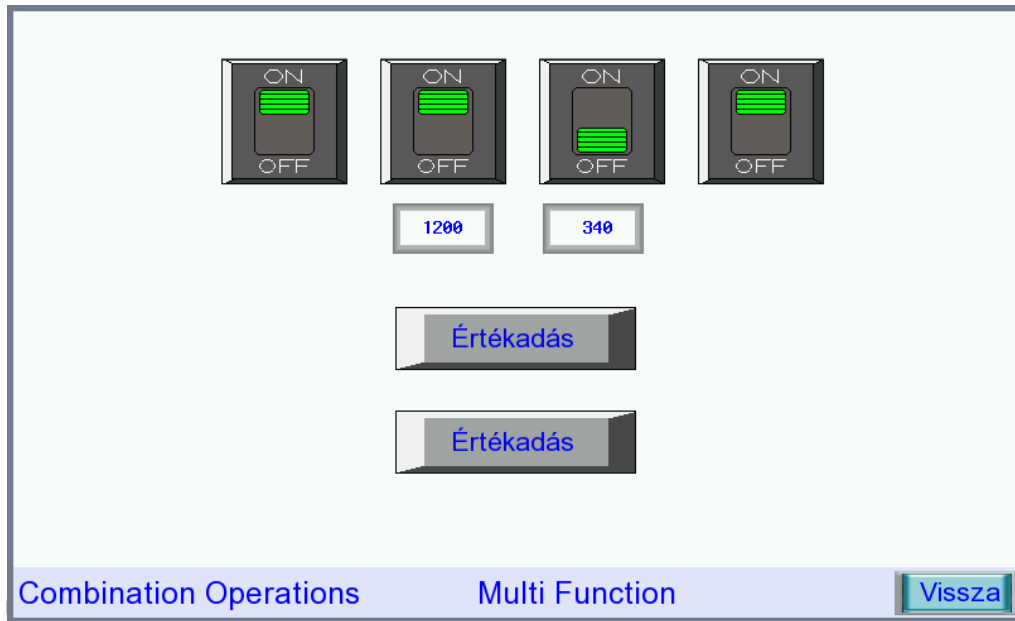 ON ON ON ON
OFF OFF OFF OFF
1200 340
Értékadás
Értékadás
Combination Operations Multi Function Vissza